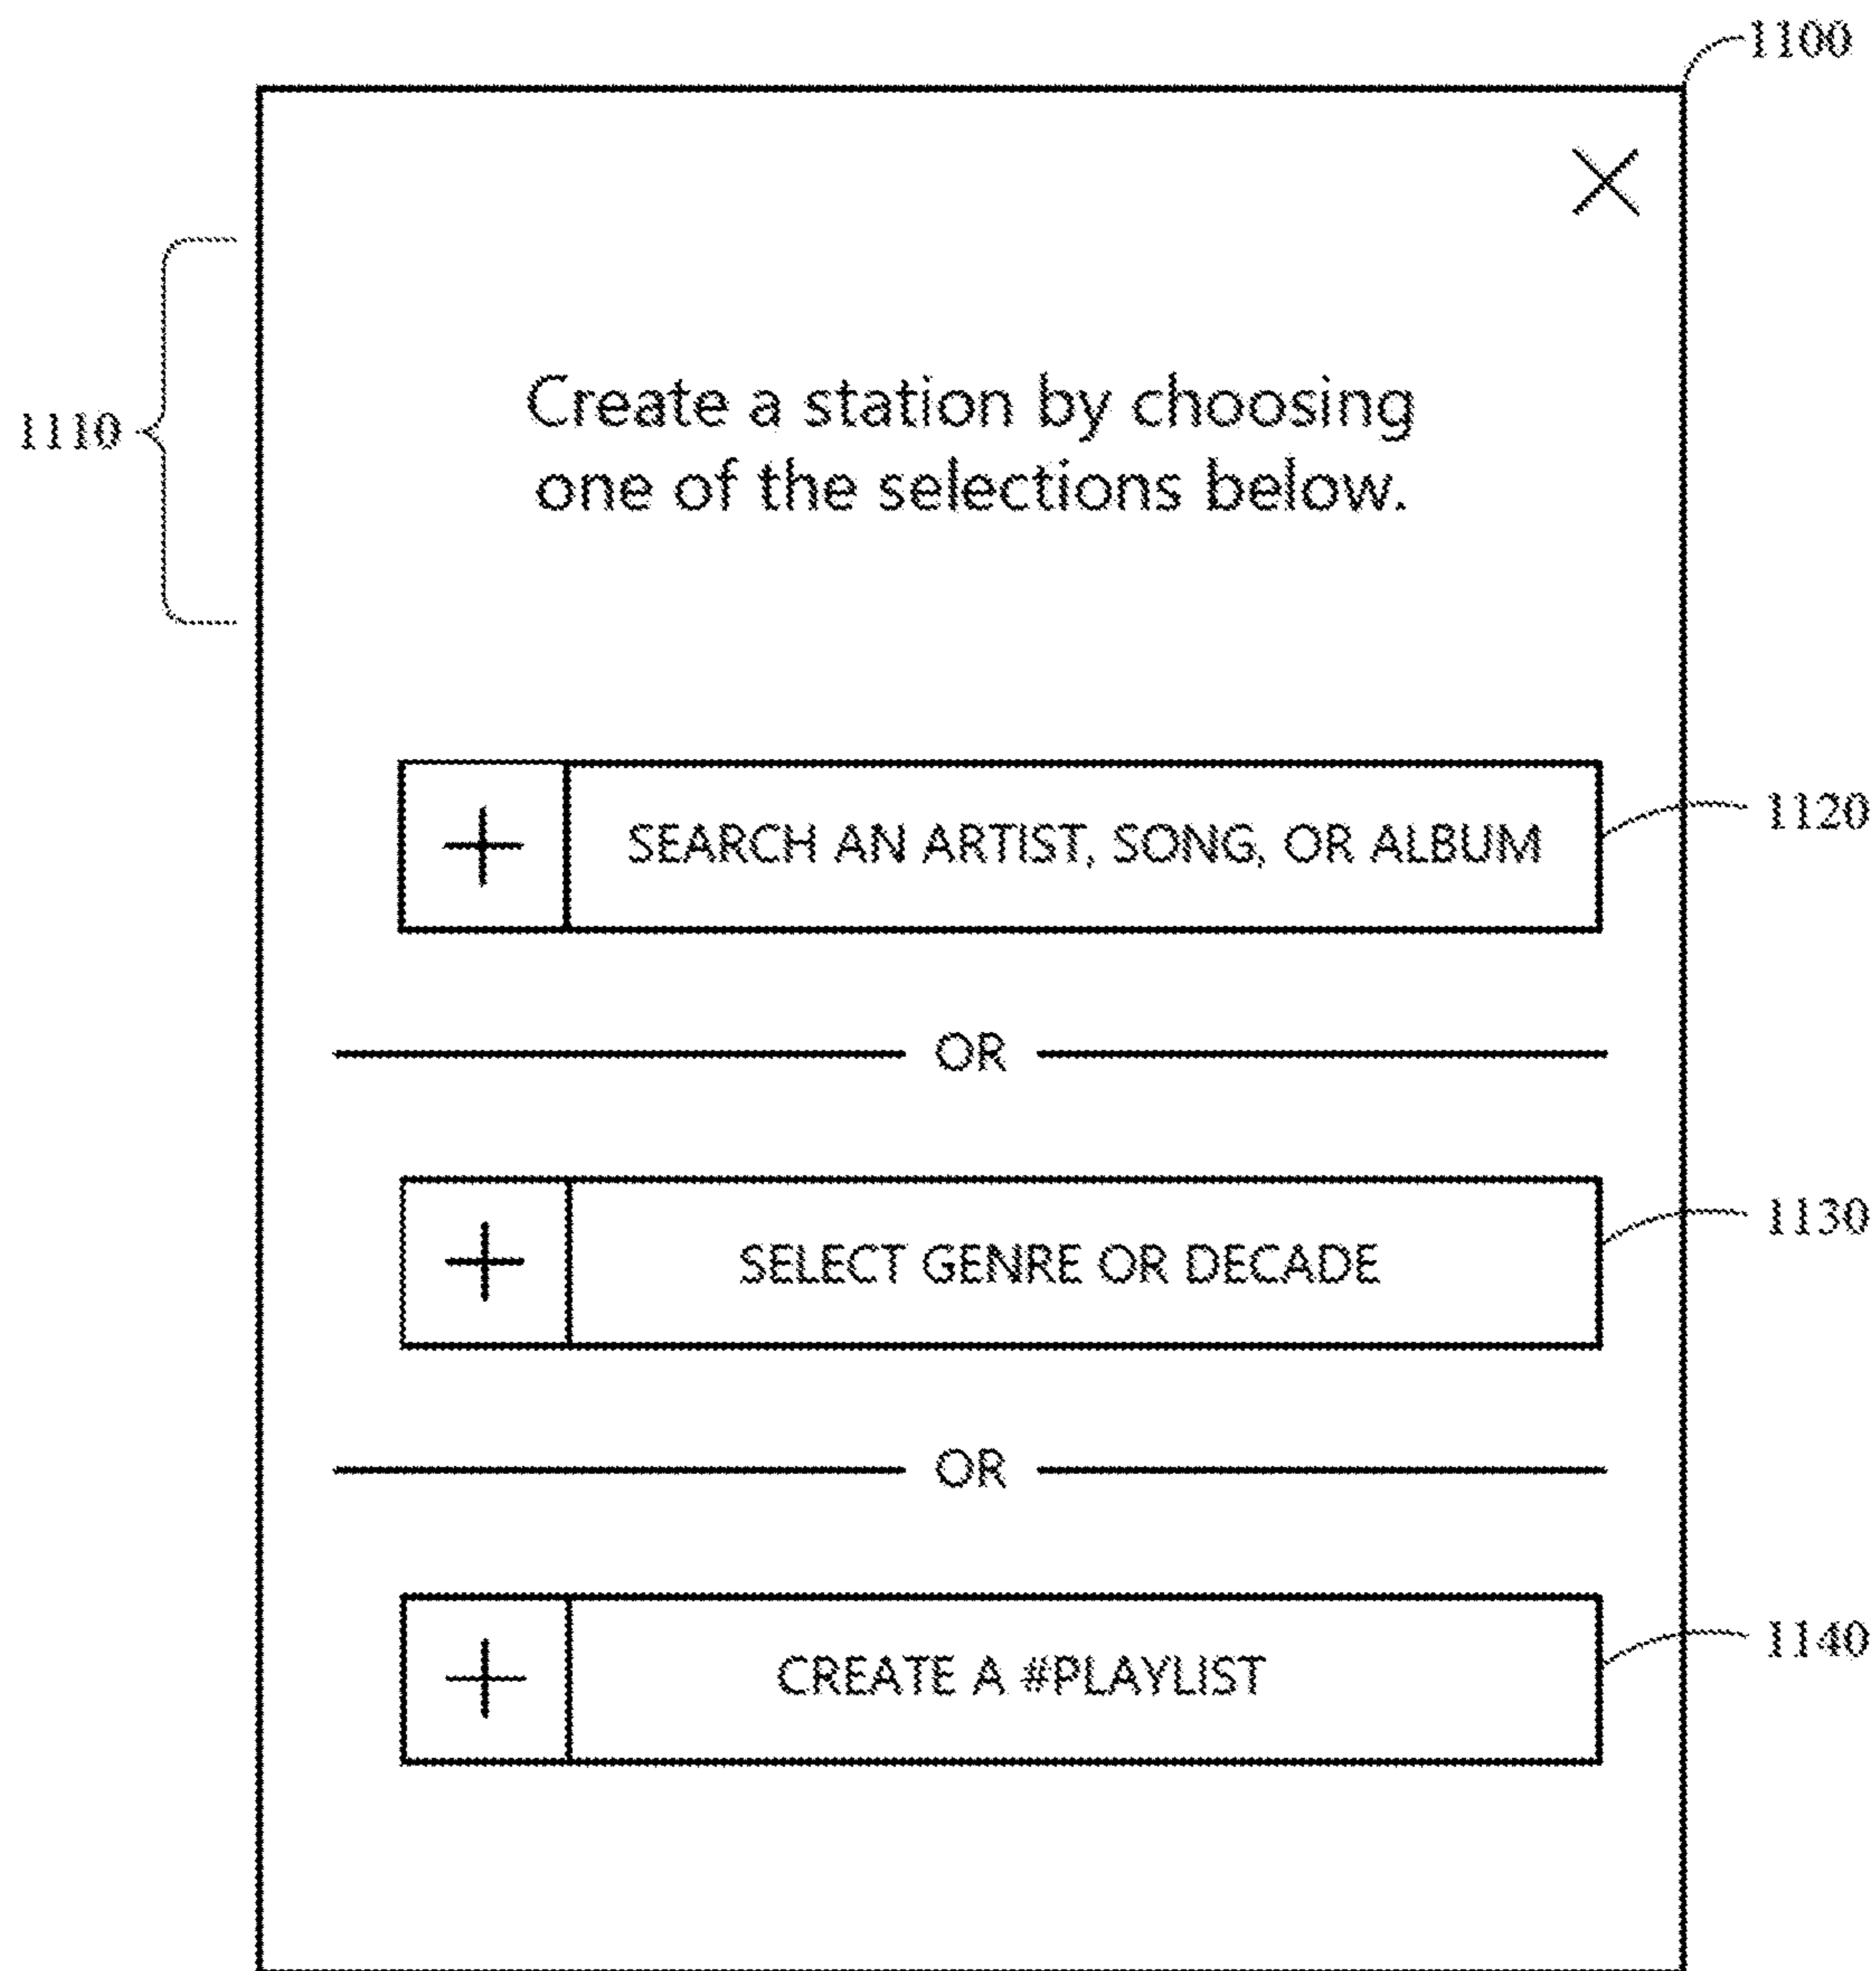 1100
Create a station by choosing
1110
one of the selections below.
SEARCH AN ARTIST, SONG, OR ALBUM
1120
OR
SELECT GENRE OR DECADE
1130
OR
CREATE A #PLAYLIST
1140